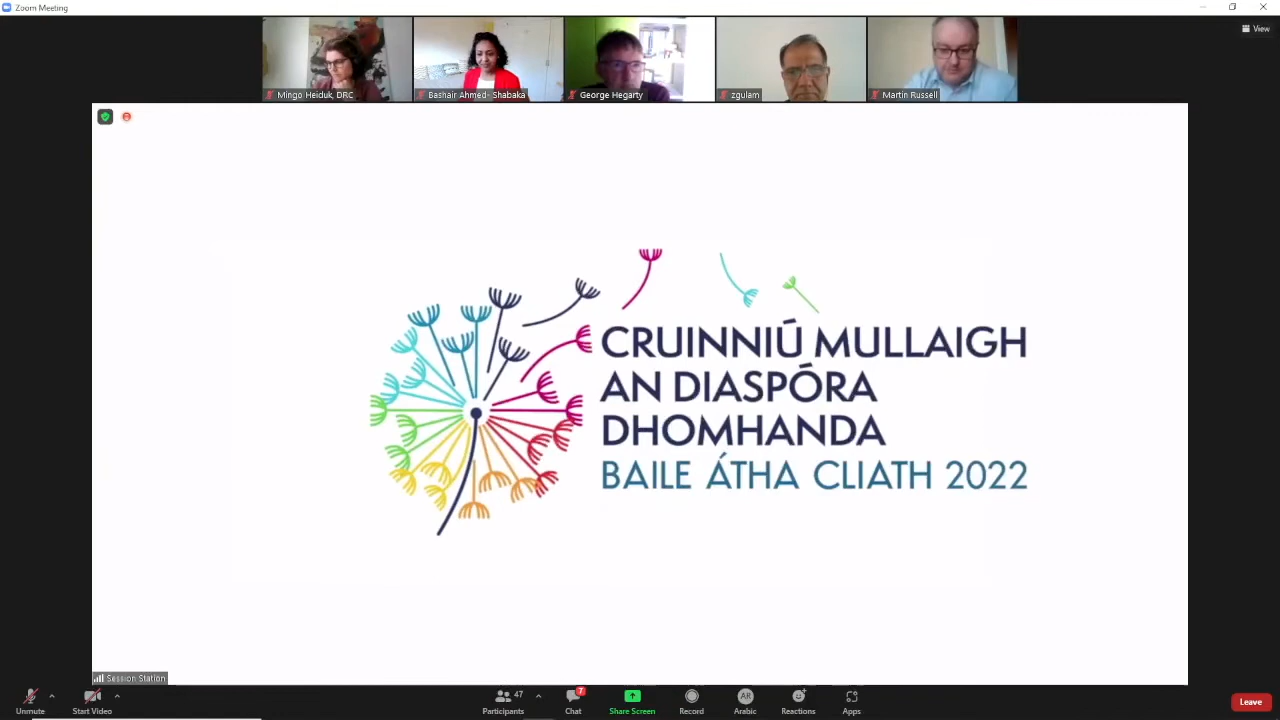 Zoom Meeting
View
Mingo Heiduk, DRC
Bashair Ahmed- Shabaka
George Hegarty
zgulam
Martin Russell
CRUINNIÚ MULLAIGH
AN DIASPÓRA
DHOMHANDA
BAILE ÁTHA CLIATH 2022
Session Station
Unmute
Start Video
47
Participants
7
Chat
Share Screen
Record
AR
Arabic
Reactions
Apps
Leave